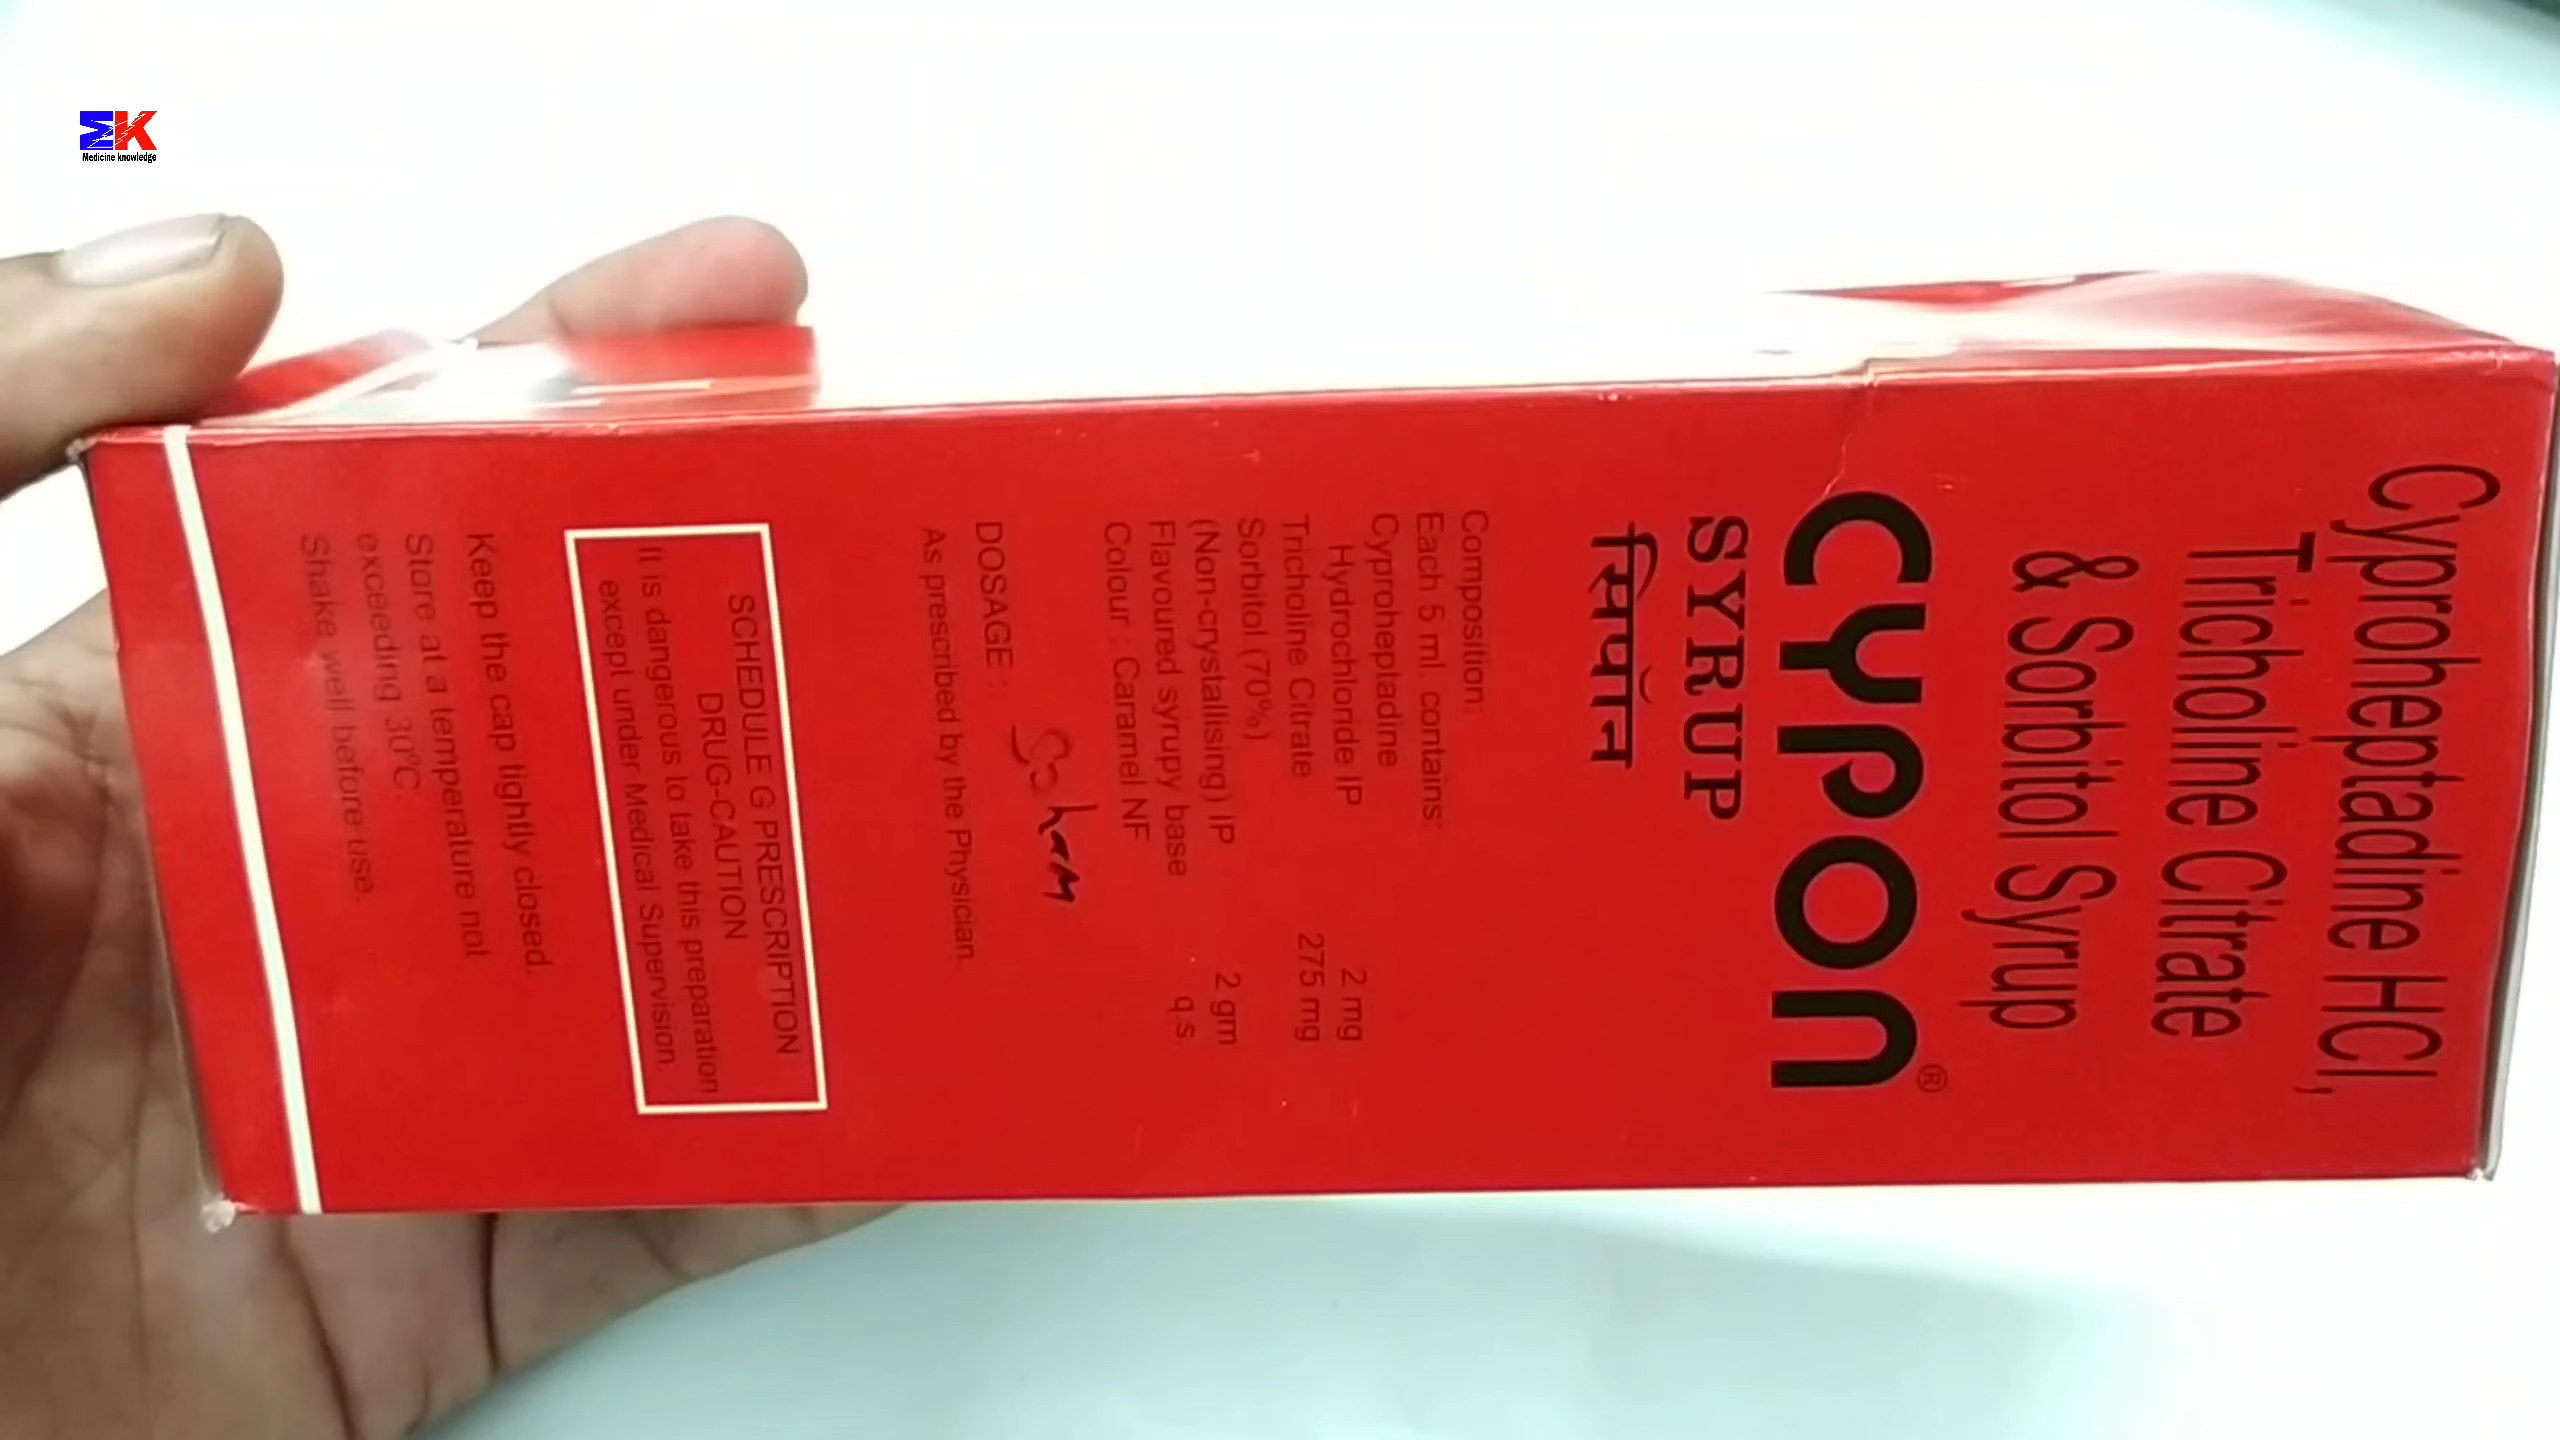 MK
Medicine knowledge
Cyproheptadine HCl,
Tricholine Citrate
& Sorbitol Syrup
CYPON®
SYRUP
सिपॉन
Composition:
Each 5 ml. contains:
Cyproheptadine
Hydrochloride IP 2 mg
Tricholine Citrate 275 mg
Sorbitol (70%)
(Non-crystallising) IP 2 gm
Flavoured syrupy base q.s
Colour : Caramel NF
Soham
DOSAGE :
As prescribed by the Physician.
SCHEDULE G PRESCRIPTION
DRUG-CAUTION
It is dangerous to take this preparation
except under Medical Supervision.
Keep the cap tightly closed.
Store at a temperature not
exceeding 30°C.
Shake well before use.